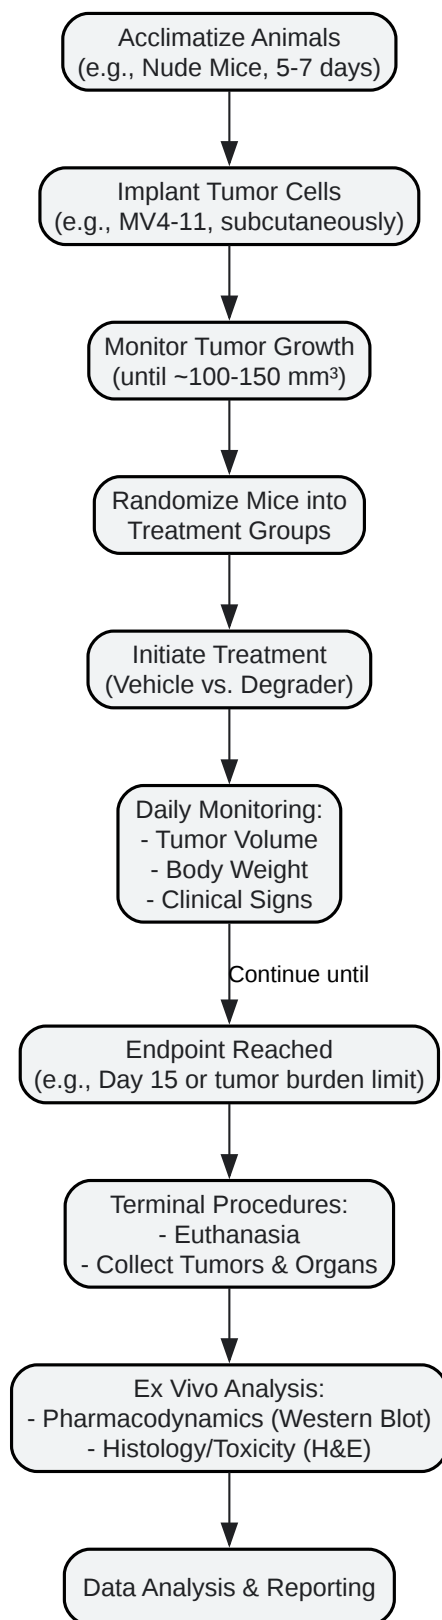 Acclimatize Animals
(e.g., Nude Mice, 5-7 days)
Implant Tumor Cells
(e.g., MV4-11, subcutaneously)
Monitor Tumor Growth
(until ~100-150 mm³)
Randomize Mice into
Treatment Groups
Initiate Treatment
(Vehicle vs. Degrader)
Daily Monitoring:
- Tumor Volume
- Body Weight
- Clinical Signs
Continue until
Endpoint Reached
(e.g., Day 15 or tumor burden limit)
Terminal Procedures:
- Euthanasia
- Collect Tumors & Organs
Ex Vivo Analysis:
- Pharmacodynamics (Western Blot)
- Histology/Toxicity (H&E)
Data Analysis & Reporting